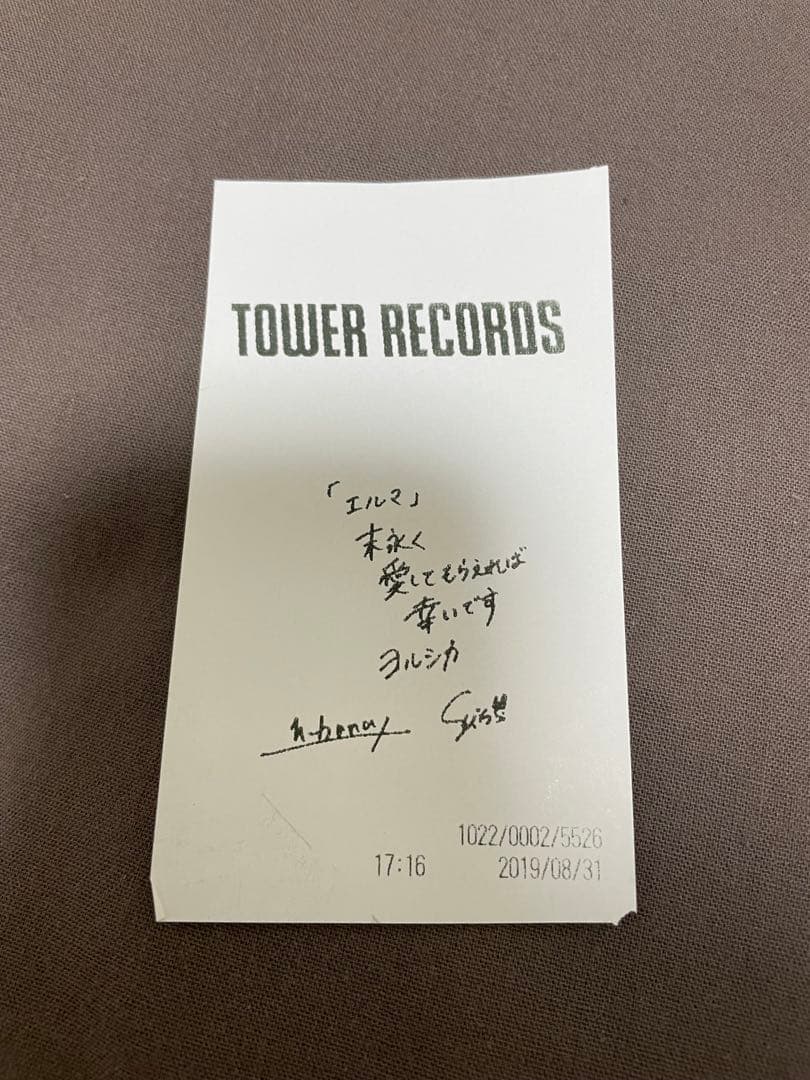 TOWER RECORDS
「エルマ」
末永く
愛してもらえれば
幸いです
ヨルシカ
n-buna suis
1022/0002/5526
17:16 2019/08/31